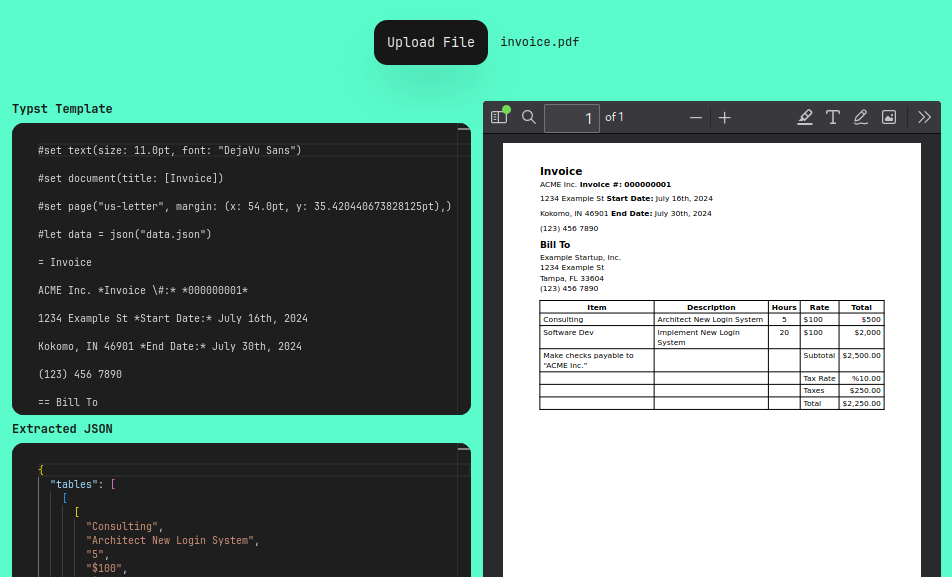 Upload File
invoice.pdf
Typst Template
#set text(size: 11.0pt, font: "DejaVu Sans")
#set document(title: [Invoice])
#set page("us-letter", margin: (x: 54.0pt, y: 35.420440673828125pt),)
#let data = json("data.json")
= Invoice
ACME Inc. *Invoice \#:* *000000001*
1234 Example St *Start Date:* July 16th, 2024
Kokomo, IN 46901 *End Date:* July 30th, 2024
(123) 456 7890
== Bill To
Extracted JSON
{
"tables": [
[
[
"Consulting",
"Architect New Login System",
"5",
"$100",
1 of 1
Invoice
ACME Inc. Invoice #: 000000001
1234 Example St Start Date: July 16th, 2024
Kokomo, IN 46901 End Date: July 30th, 2024
(123) 456 7890
Bill To
Example Startup, Inc.
1234 Example St
Tampa, FL 33604
(123) 456 7890
Item Description Hours Rate Total
Consulting Architect New Login System 5 $100 $500
Software Dev Implement New Login System 20 $100 $2,000
Make checks payable to "ACME Inc." Subtotal $2,500.00
Tax Rate %10.00
Taxes $250.00
Total $2,250.00